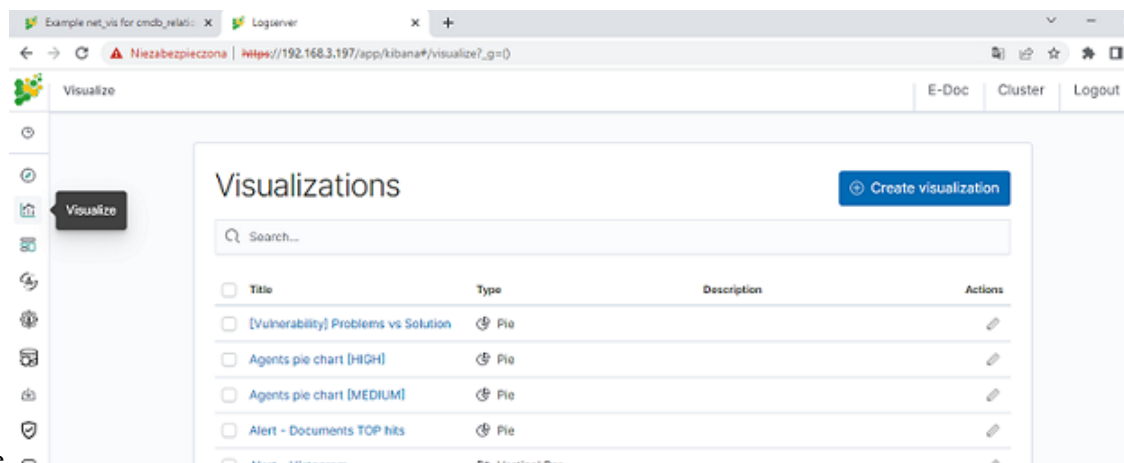 Example net_vis for cmdb_relatic
Logserver
Niezabezpieczona | https://192.168.3.197/app/kibana#/visualize?_g=()
Visualize
E-Doc
Cluster
Logout
Visualizations
Create visualization
Visualize
Search...
Title Type Description Actions
[Vulnerability] Problems vs Solution Pie
Agents pie chart [HIGH] Pie
Agents pie chart [MEDIUM] Pie
Alert - Documents TOP hits Pie